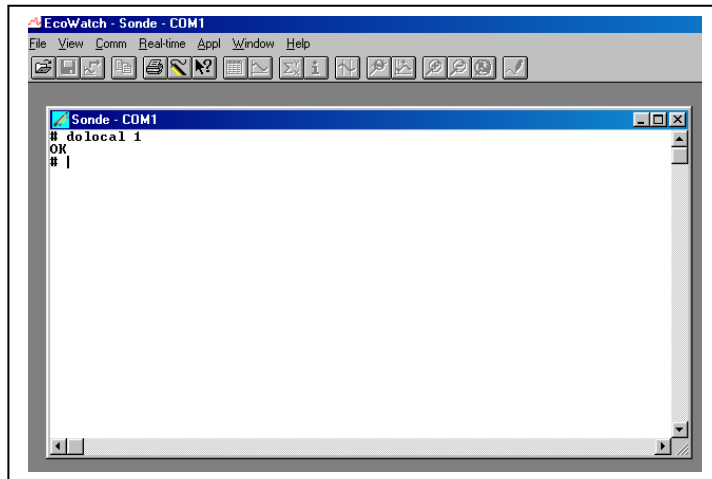 EcoWatch - Sonde - COM1
File View Comm Real-time Appl Window Help
Sonde - COM1
# dolocal 1
OK
#